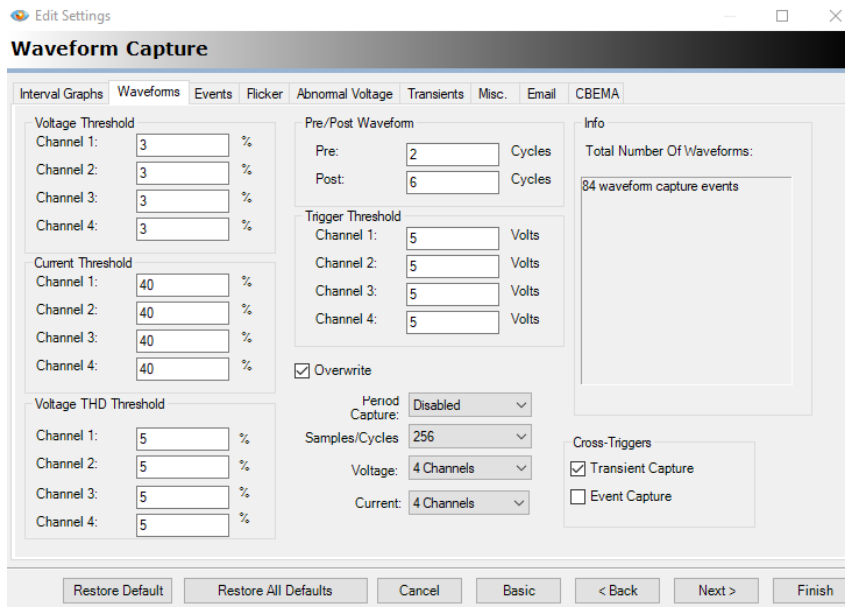 Edit Settings
Waveform Capture
Interval Graphs Waveforms Events Flicker Abnormal Voltage Transients Misc. Email CBEMA
Voltage Threshold
Channel 1: 3 %
Channel 2: 3 %
Channel 3: 3 %
Channel 4: 3 %
Current Threshold
Channel 1: 40 %
Channel 2: 40 %
Channel 3: 40 %
Channel 4: 40 %
Voltage THD Threshold
Channel 1: 5 %
Channel 2: 5 %
Channel 3: 5 %
Channel 4: 5 %
Pre/Post Waveform
Pre: 2 Cycles
Post: 6 Cycles
Trigger Threshold
Channel 1: 5 Volts
Channel 2: 5 Volts
Channel 3: 5 Volts
Channel 4: 5 Volts
Overwrite
Period
Capture: Disabled
Samples/Cycles 256
Voltage: 4 Channels
Current: 4 Channels
Info
Total Number Of Waveforms:
84 waveform capture events
Cross-Triggers
Transient Capture
Event Capture
Restore Default Restore All Defaults Cancel Basic < Back Next > Finish